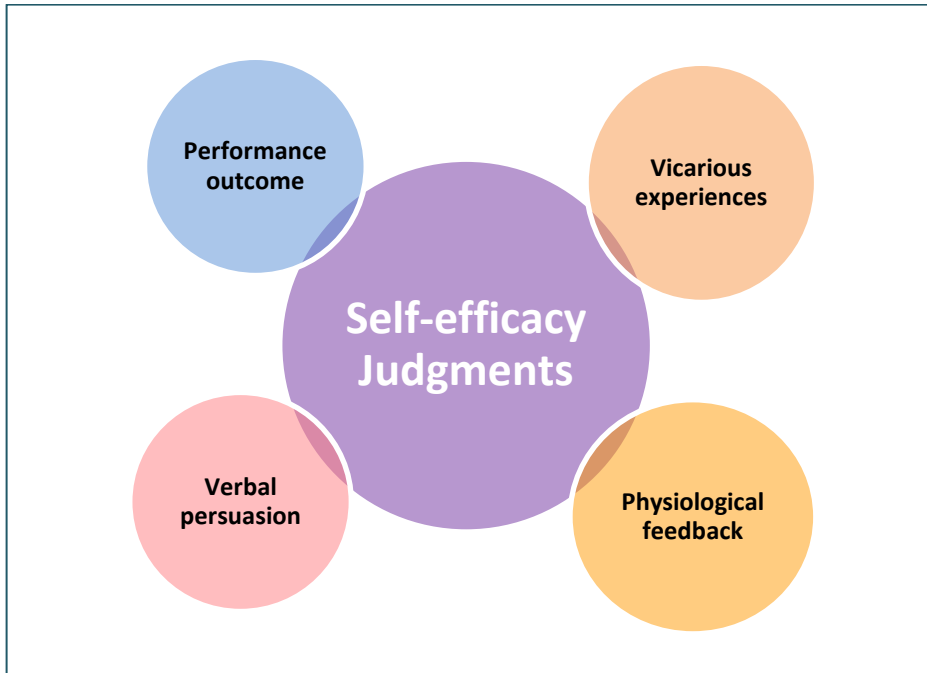 Performance
outcome
Vicarious
experiences
Self-efficacy
Judgments
Verbal
persuasion
Physiological
feedback